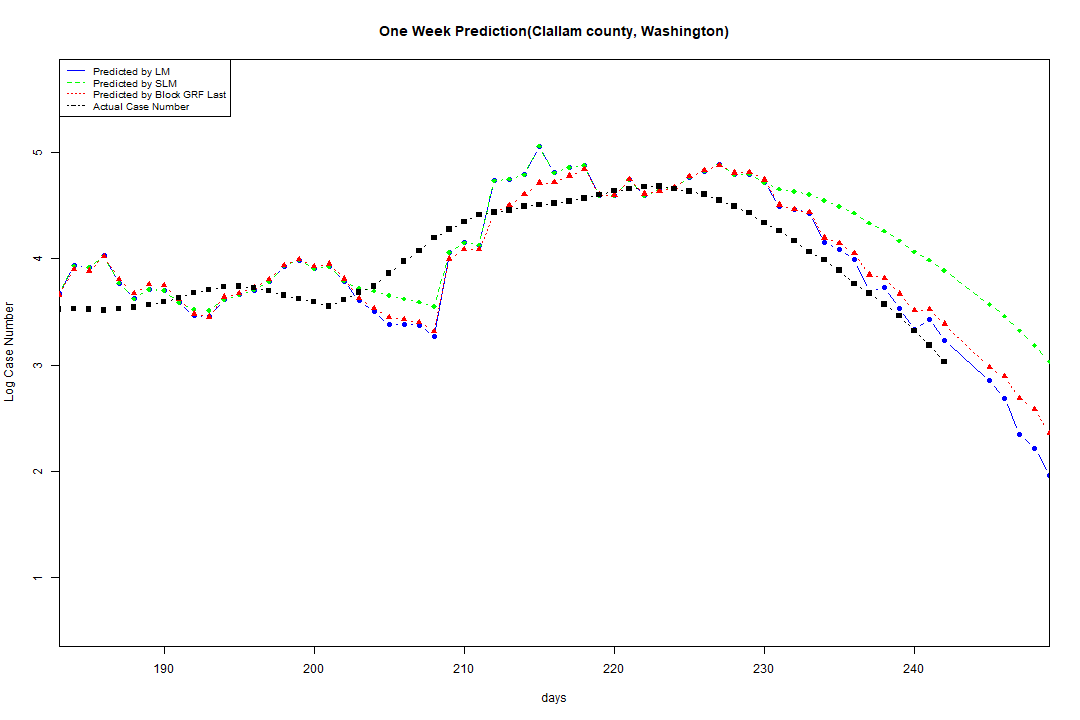 One Week Prediction(Clallam county, Washington)
Predicted by LM
Predicted by SLM
Predicted by Block GRF Last
Actual Case Number
5
4
3
2
1
Log Case Number
190 200 210 220 230 240
days